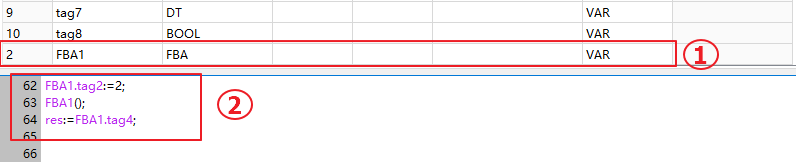 9 tag7 DT VAR
10 tag8 BOOL VAR
2 FBA1 FBA VAR
①
62 FBA1.tag2:=2;
63 FBA1();
64 res:=FBA1.tag4;
65
66
②